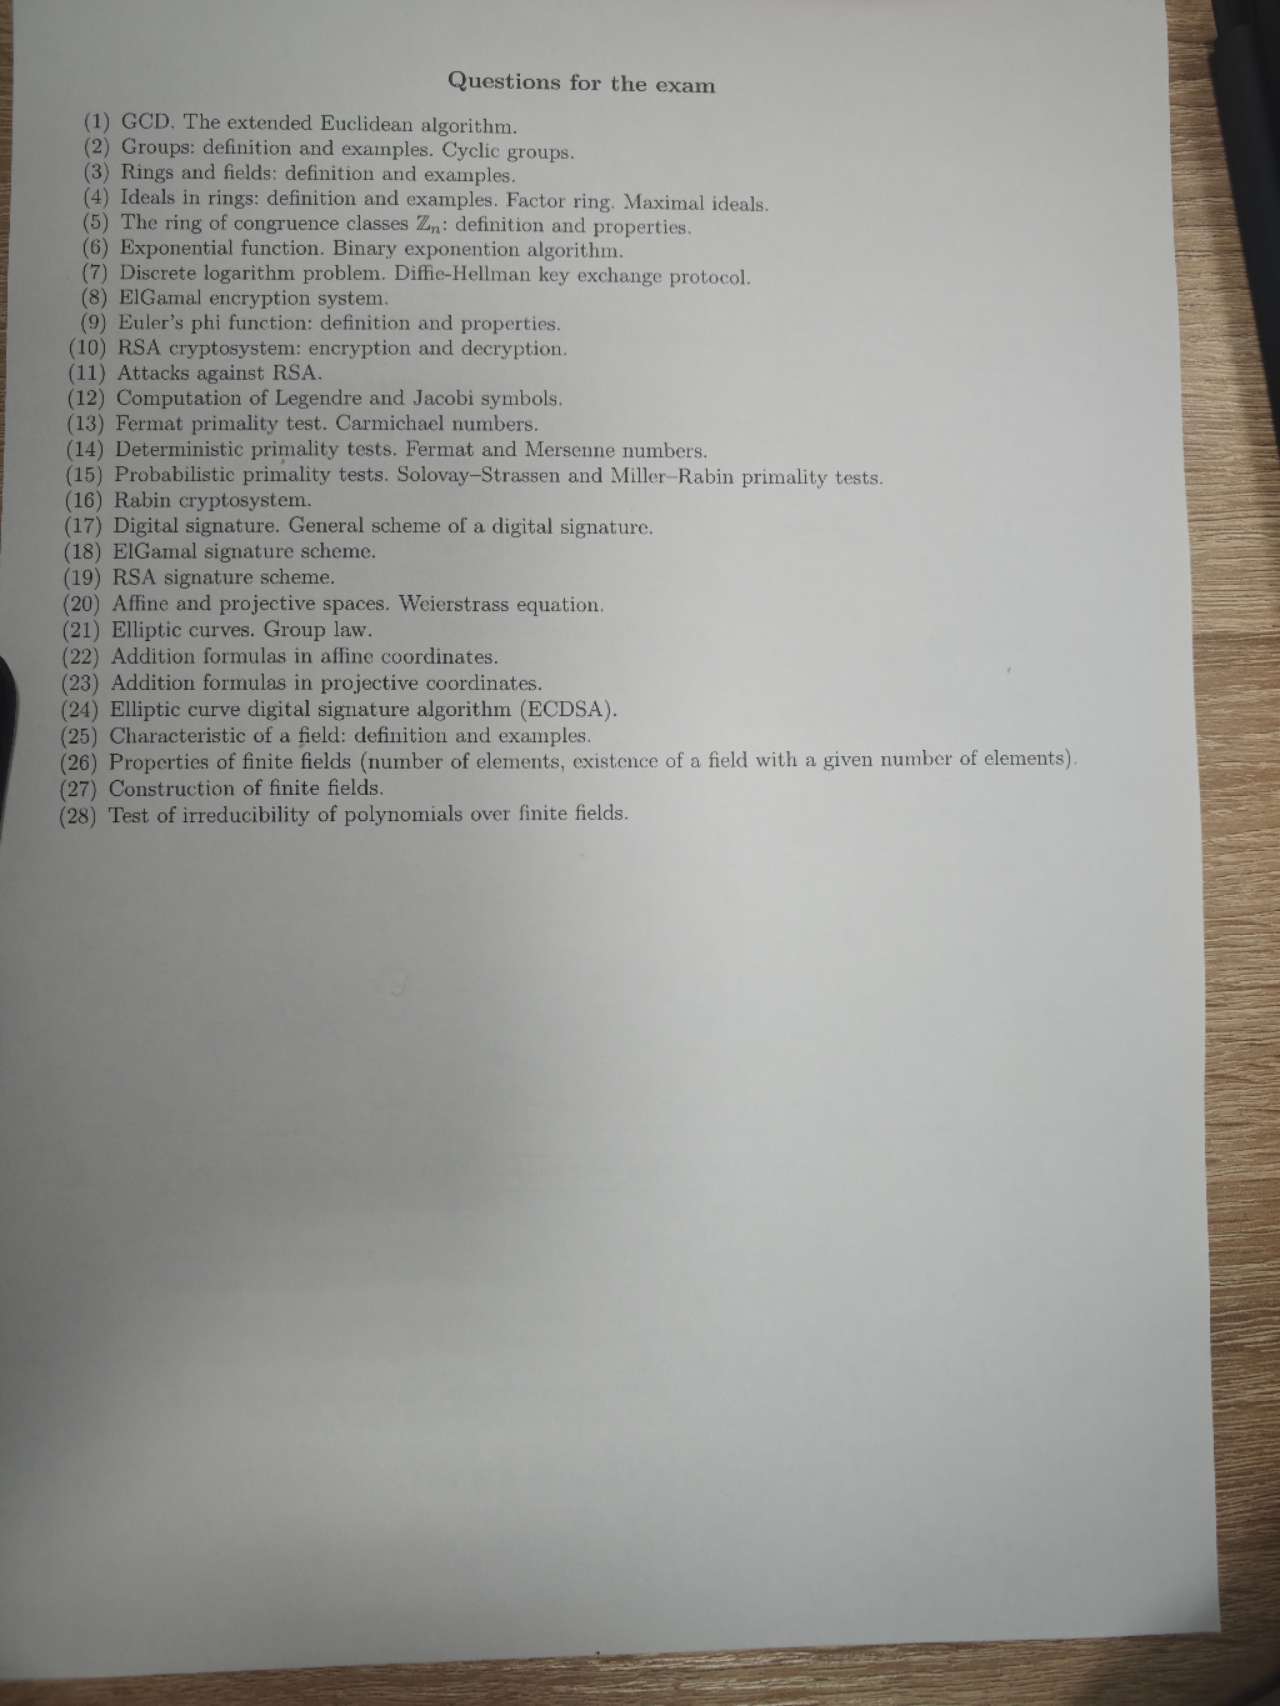 Questions for the exam
(1) GCD. The extended Euclidean algorithm.
(2) Groups: definition and examples. Cyclic groups.
(3) Rings and fields: definition and examples.
(4) Ideals in rings: definition and examples. Factor ring. Maximal ideals.
(5) The ring of congruence classes ℤₙ: definition and properties.
(6) Exponential function. Binary exponention algorithm.
(7) Discrete logarithm problem. Diffie-Hellman key exchange protocol.
(8) ElGamal encryption system.
(9) Euler's phi function: definition and properties.
(10) RSA cryptosystem: encryption and decryption.
(11) Attacks against RSA.
(12) Computation of Legendre and Jacobi symbols.
(13) Fermat primality test. Carmichael numbers.
(14) Deterministic primality tests. Fermat and Mersenne numbers.
(15) Probabilistic primality tests. Solovay–Strassen and Miller–Rabin primality tests.
(16) Rabin cryptosystem.
(17) Digital signature. General scheme of a digital signature.
(18) ElGamal signature scheme.
(19) RSA signature scheme.
(20) Affine and projective spaces. Weierstrass equation.
(21) Elliptic curves. Group law.
(22) Addition formulas in affine coordinates.
(23) Addition formulas in projective coordinates.
(24) Elliptic curve digital signature algorithm (ECDSA).
(25) Characteristic of a field: definition and examples.
(26) Properties of finite fields (number of elements, existence of a field with a given number of elements).
(27) Construction of finite fields.
(28) Test of irreducibility of polynomials over finite fields.